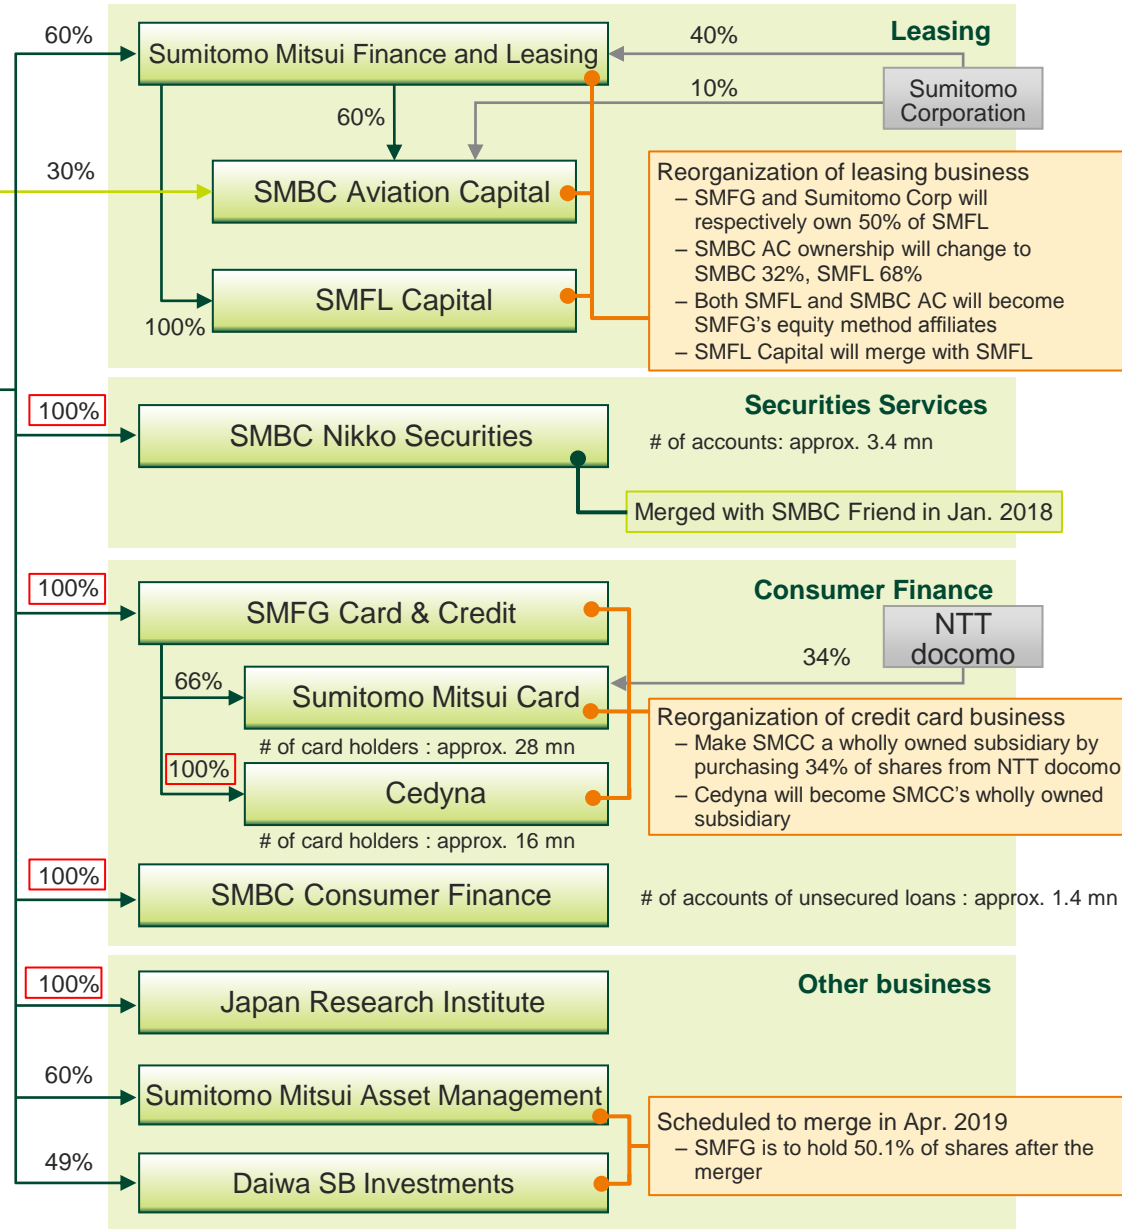 Leasing
60%
Sumitomo Mitsui Finance and Leasing
40%
Sumitomo
Corporation
10%
60%
30%
SMBC Aviation Capital
SMFL Capital
100%
Reorganization of leasing business
– SMFG and Sumitomo Corp will
respectively own 50% of SMFL
– SMBC AC ownership will change to
SMBC 32%, SMFL 68%
– Both SMFL and SMBC AC will become
SMFG's equity method affiliates
– SMFL Capital will merge with SMFL
Securities Services
100%
SMBC Nikko Securities
# of accounts: approx. 3.4 mn
Merged with SMBC Friend in Jan. 2018
Consumer Finance
100%
SMFG Card & Credit
NTT
docomo
34%
66%
Sumitomo Mitsui Card
# of card holders : approx. 28 mn
100%
Cedyna
# of card holders : approx. 16 mn
Reorganization of credit card business
– Make SMCC a wholly owned subsidiary by
purchasing 34% of shares from NTT docomo
– Cedyna will become SMCC's wholly owned
subsidiary
100%
SMBC Consumer Finance
# of accounts of unsecured loans : approx. 1.4 mn
Other business
100%
Japan Research Institute
60%
Sumitomo Mitsui Asset Management
49%
Daiwa SB Investments
Scheduled to merge in Apr. 2019
– SMFG is to hold 50.1% of shares after the
merger